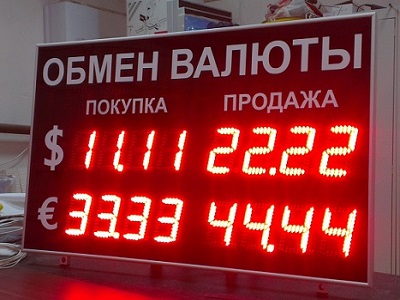 ОБМЕН ВАЛЮТЫ
ПОКУПКА ПРОДАЖА
$ 11.11 22.22
€ 33.33 44.44